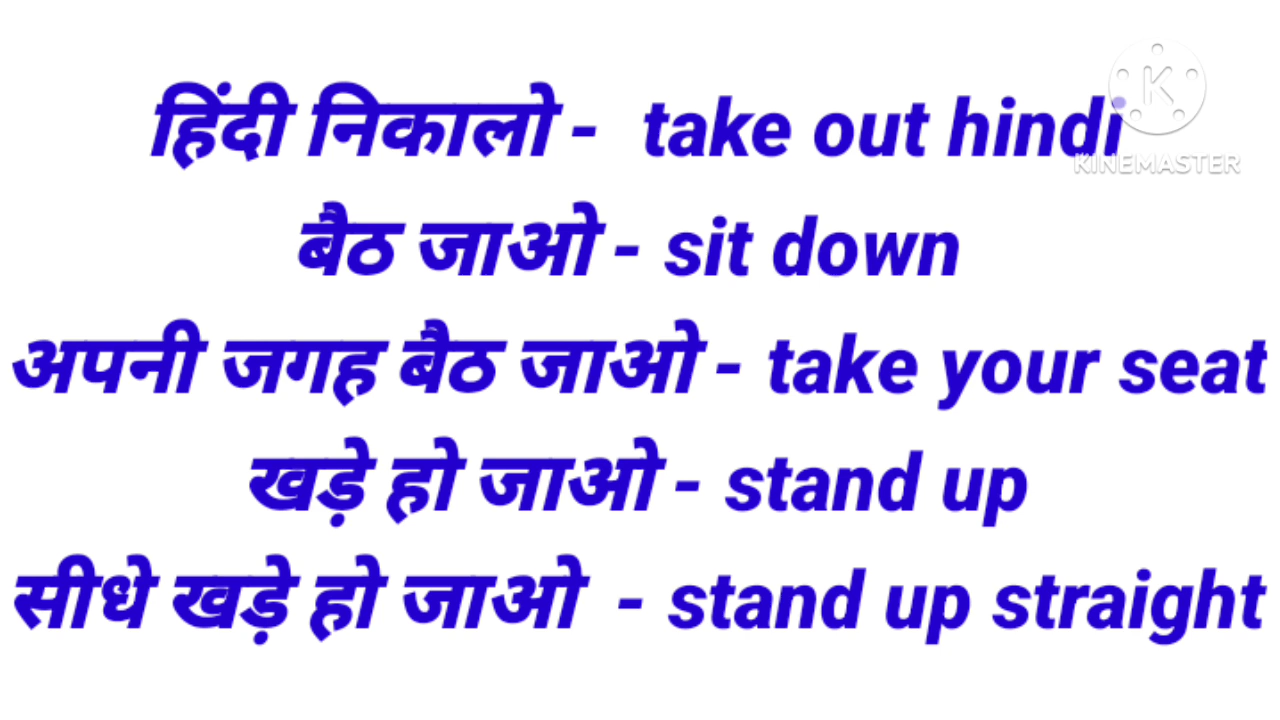 हिंदी निकालो - take out hindi
KINEMASTER
बैठ जाओ - sit down
अपनी जगह बैठ जाओ - take your seat
खड़े हो जाओ - stand up
सीधे खड़े हो जाओ - stand up straight